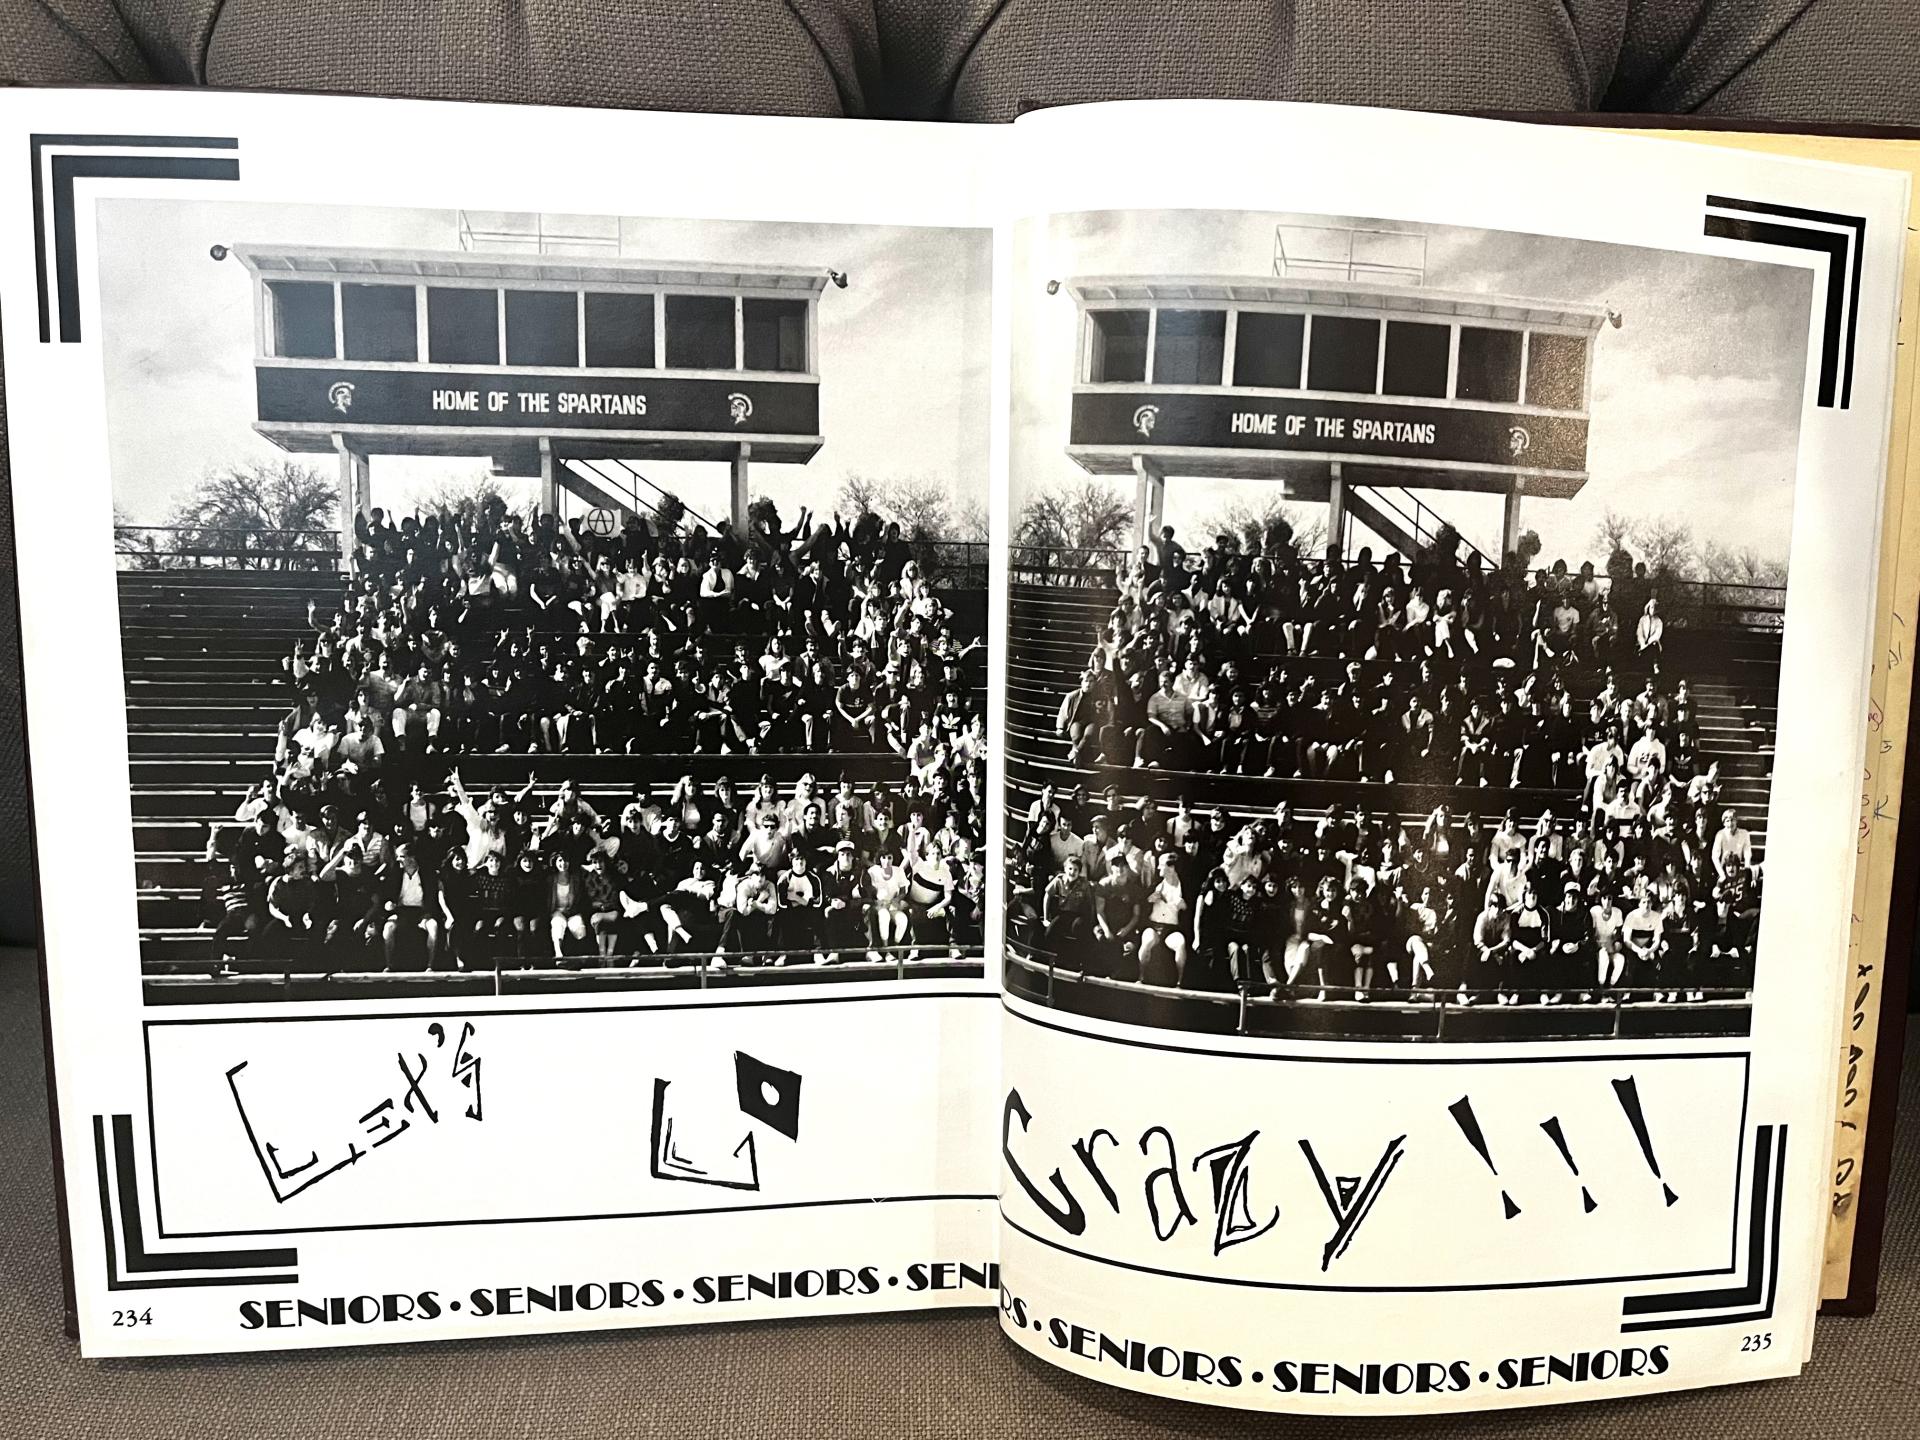 HOME OF THE SPARTANS
HOME OF THE SPARTANS
Let's Go Crazy!!!
SENIORS • SENIORS • SENIORS • SENI
RS • SENIORS • SENIORS • SENIORS
234
235